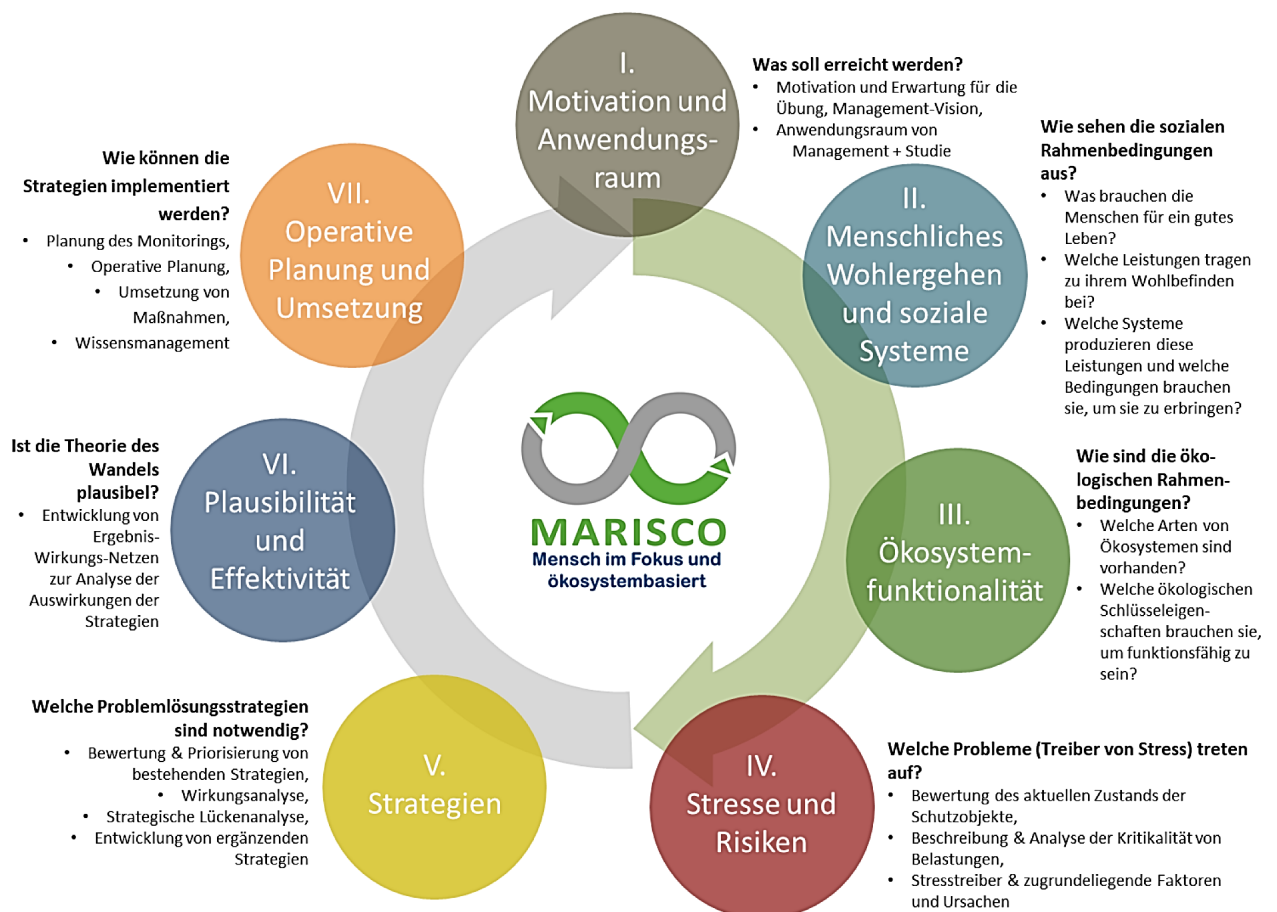 I.
Motivation und
Anwendungs-
raum
Was soll erreicht werden?
• Motivation und Erwartung für die
Übung, Management-Vision,
• Anwendungsraum von
Management + Studie
II.
Menschliches
Wohlergehen
und soziale
Systeme
Wie sehen die sozialen
Rahmenbedingungen
aus?
• Was brauchen die
Menschen für ein gutes
Leben?
• Welche Leistungen tragen
zu ihrem Wohlbefinden
bei?
• Welche Systeme
produzieren diese
Leistungen und welche
Bedingungen brauchen
sie, um sie zu erbringen?
III.
Ökosystem-
funktionalität
Wie sind die öko-
logischen Rahmen-
bedingungen?
• Welche Arten von
Ökosystemen sind
vorhanden?
• Welche ökologischen
Schlüsseleigen-
schaften brauchen sie,
um funktionsfähig zu
sein?
IV.
Stresse und
Risiken
Welche Probleme (Treiber von Stress) treten
auf?
• Bewertung des aktuellen Zustands der
Schutzobjekte,
• Beschreibung & Analyse der Kritikalität von
Belastungen,
• Stresstreiber & zugrundeliegende Faktoren
und Ursachen
V.
Strategien
Welche Problemlösungsstrategien
sind notwendig?
• Bewertung & Priorisierung von
bestehenden Strategien,
• Wirkungsanalyse,
• Strategische Lückenanalyse,
• Entwicklung von ergänzenden
Strategien
VI.
Plausibilität
und
Effektivität
Ist die Theorie des
Wandels
plausibel?
• Entwicklung von
Ergebnis-
Wirkungs-Netzen
zur Analyse der
Auswirkungen der
Strategien
VII.
Operative
Planung und
Umsetzung
Wie können die
Strategien implementiert
werden?
• Planung des Monitorings,
• Operative Planung,
• Umsetzung von
Maßnahmen,
• Wissensmanagement
MARISCO
Mensch im Fokus und
ökosystembasiert